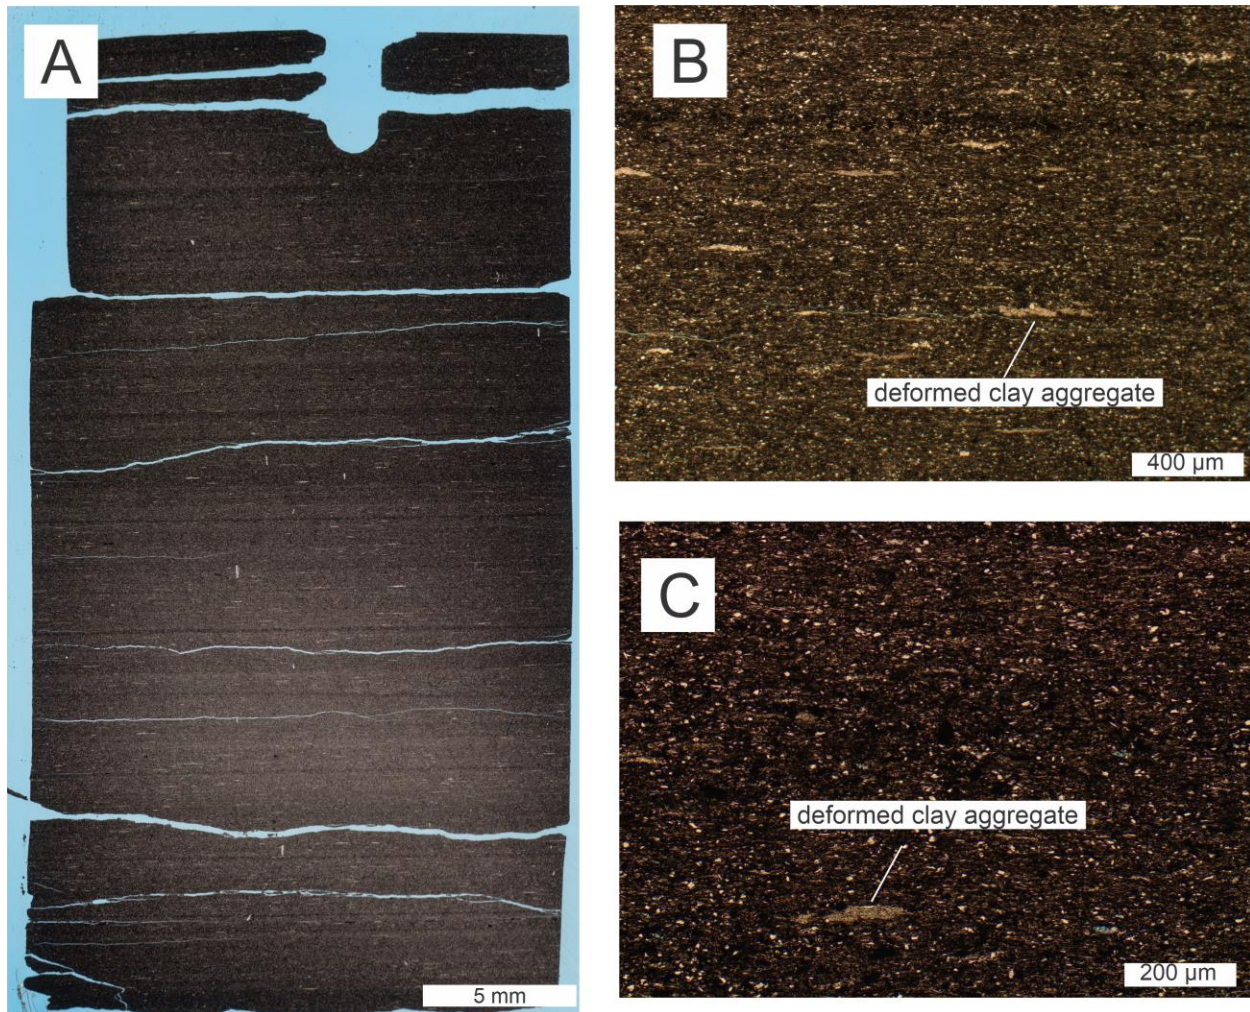 A
B
deformed clay aggregate
400 µm
C
deformed clay aggregate
200 µm
5 mm